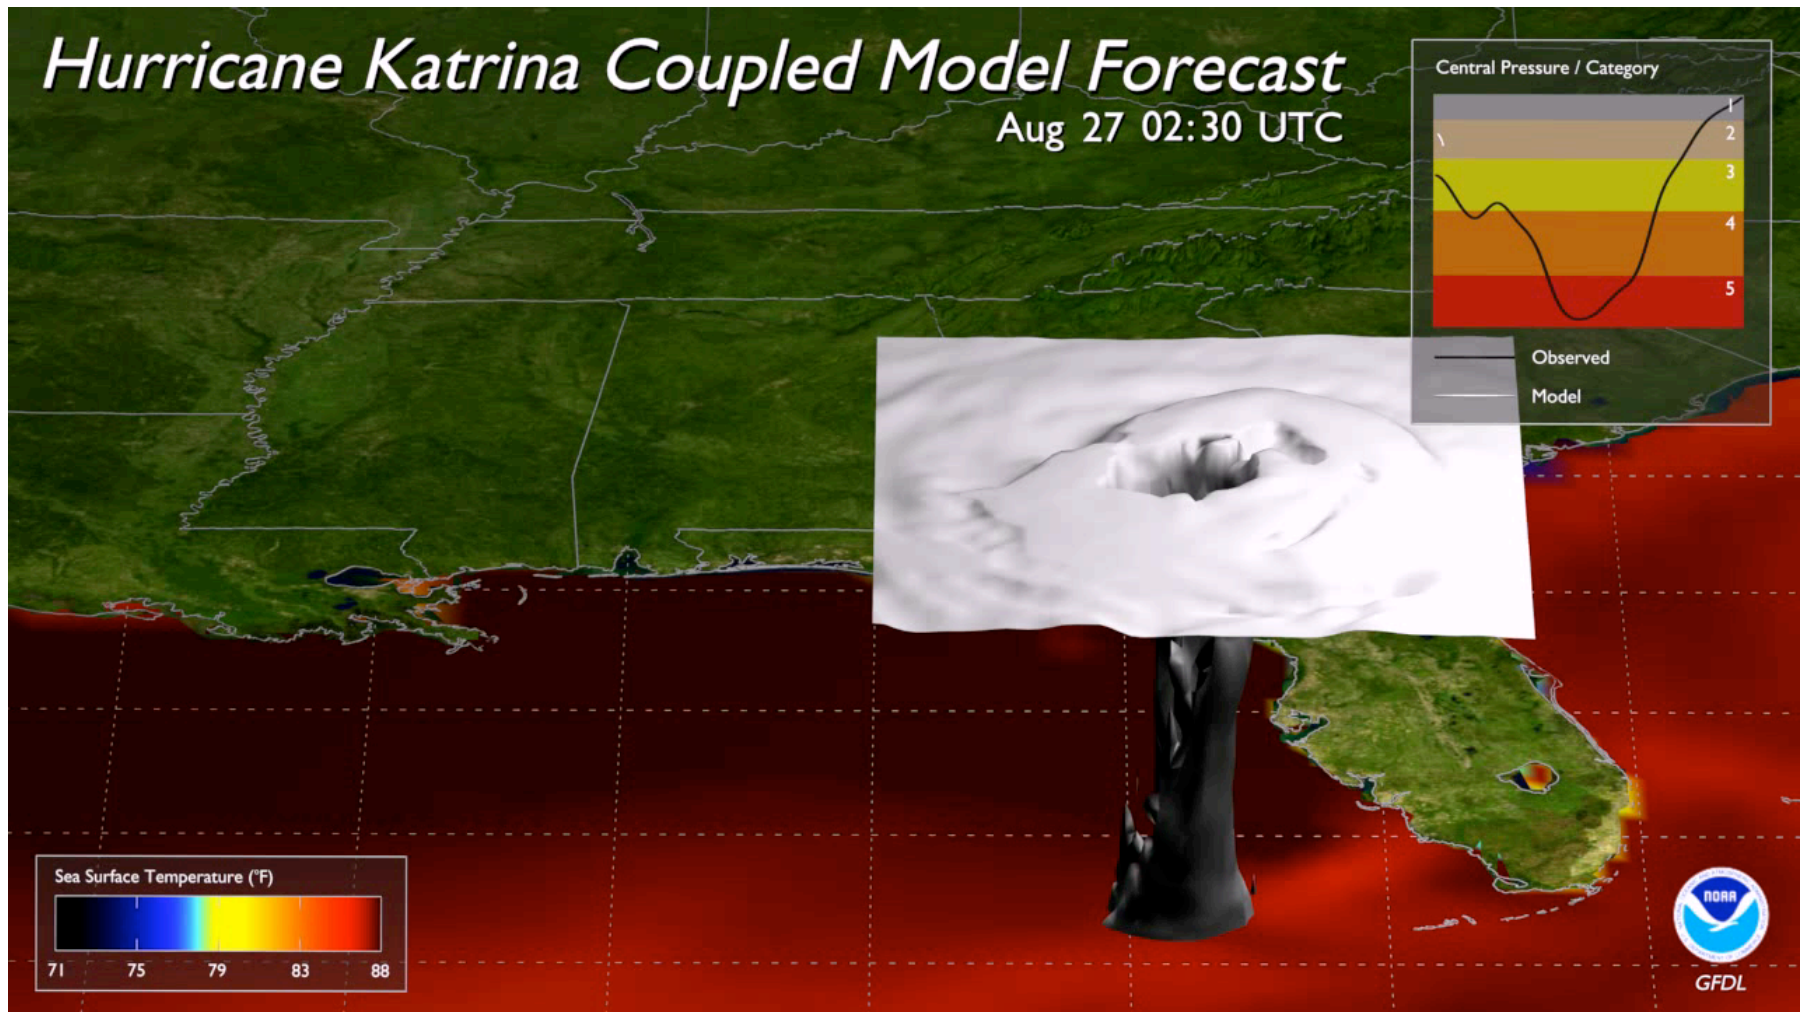 Hurricane Katrina Coupled Model Forecast
Aug 27 02:30 UTC
Central Pressure / Category
1
2
3
4
5
Observed
Model
Sea Surface Temperature (°F)
71 75 79 83 88
NOAA
GFDL